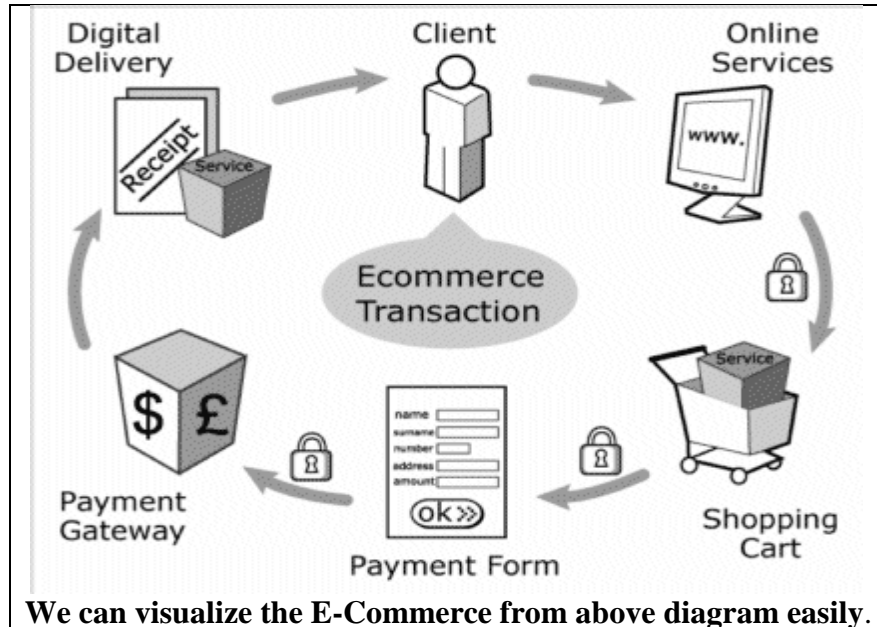 Digital
Delivery
Client
Online
Services
Receipt
Service
www.
Ecommerce
Transaction
Service
$ £
name
surname
number
address
amount
ok»
Payment
Gateway
Payment Form
Shopping
Cart
We can visualize the E-Commerce from above diagram easily.